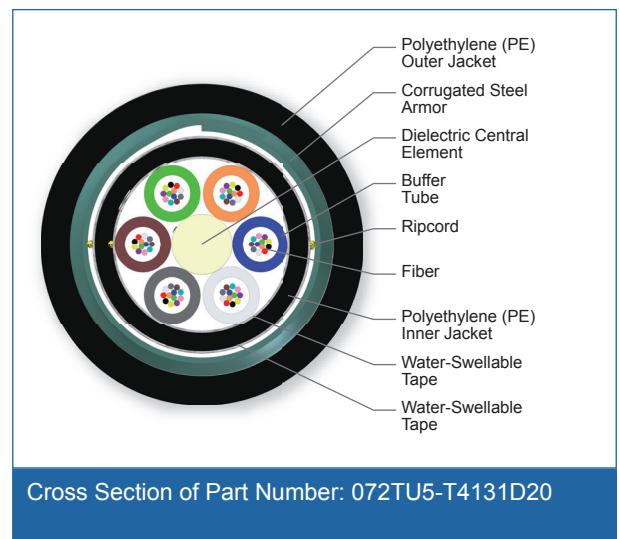 Polyethylene (PE)
Outer Jacket
Corrugated Steel
Armor
Dielectric Central
Element
Buffer
Tube
Ripcord
Fiber
Polyethylene (PE)
Inner Jacket
Water-Swellable
Tape
Water-Swellable
Tape
Cross Section of Part Number: 072TU5-T4131D20